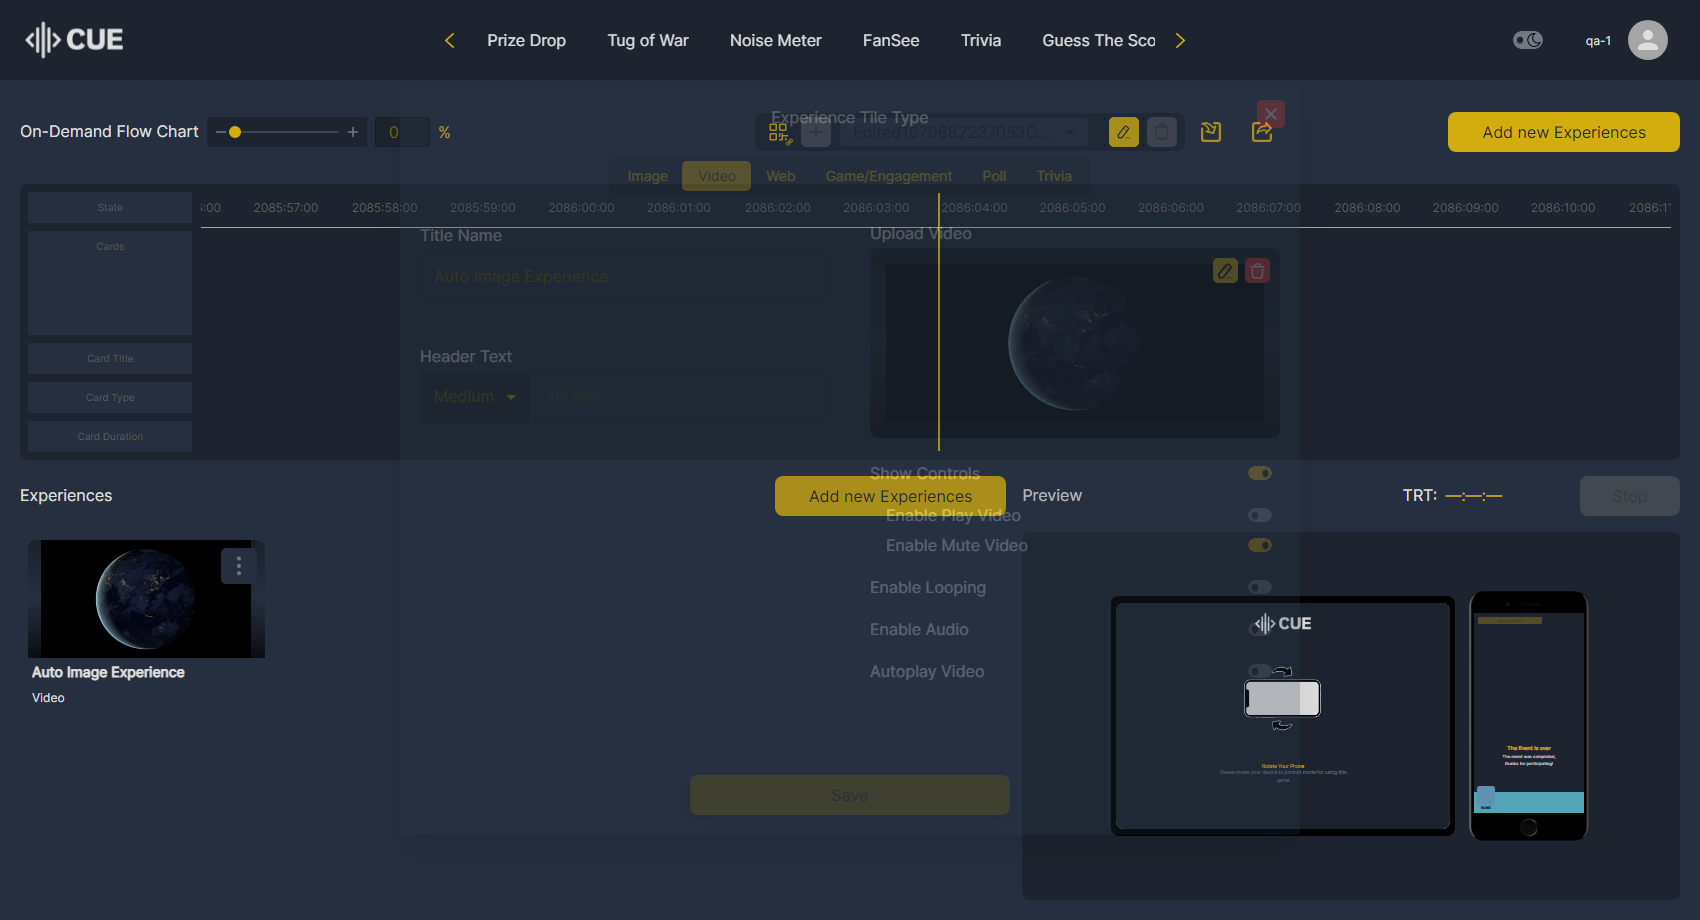 CUE
Prize Drop
Tug of War
Noise Meter
FanSee
Trivia
Guess The Sco
qa-1
On-Demand Flow Chart
0
%
Experience Tile Type
Edited1679882237053C...
Add new Experiences
Image
Video
Web
Game/Engagement
Poll
Trivia
State
:00
2085:57:00
2085:58:00
2085:59:00
2086:00:00
2086:01:00
2086:02:00
2086:03:00
2086:04:00
2086:05:00
2086:06:00
2086:07:00
2086:08:00
2086:09:00
2086:10:00
2086:11
Cards
Title Name
Upload Video
Auto Image Experience
Card Title
Header Text
Card Type
Medium
Header
Card Duration
Experiences
Show Controls
Add new Experiences
Preview
TRT: —:—:—
Stop
Enable Play Video
Enable Mute Video
Enable Looping
Enable Audio
Autoplay Video
Auto Image Experience
Video
Save
CUE
Rotate Your Phone
Please rotate your device to portrait mode for using this
game
The Event is over
The event was completed,
thanks for participating!
HOME